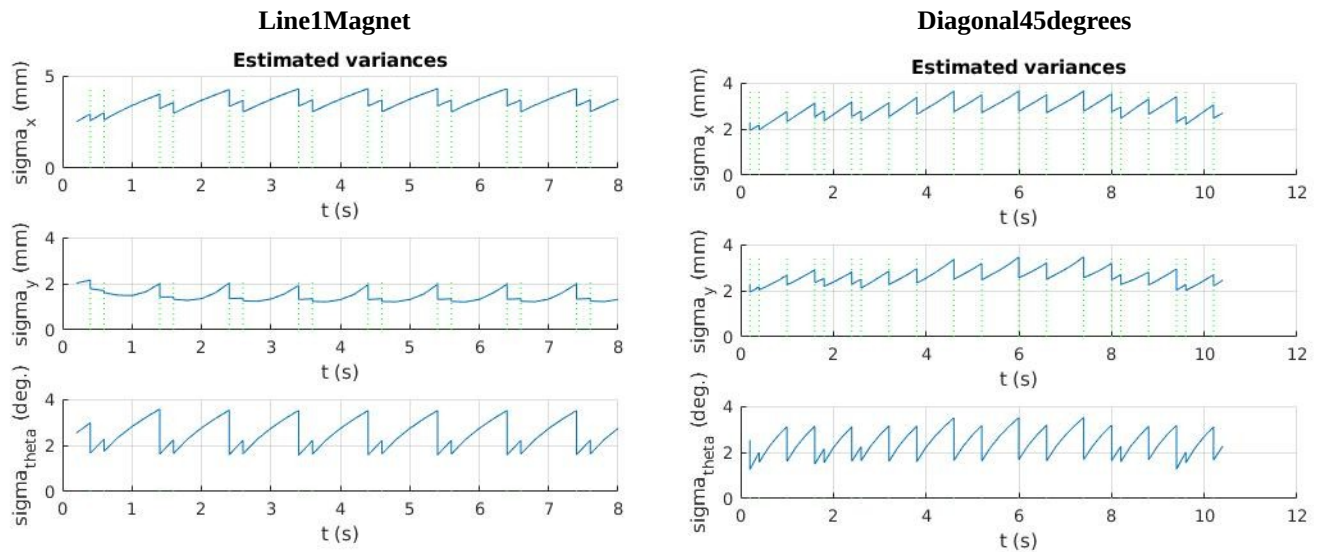 Line1Magnet
Estimated variances
sigma_x (mm)
5
0
0 1 2 3 4 5 6 7 8
t (s)
sigma_y (mm)
4
2
0
0 1 2 3 4 5 6 7 8
t (s)
sigma_theta (deg.)
4
2
0
0 1 2 3 4 5 6 7 8
t (s)
Diagonal45degrees
Estimated variances
sigma_x (mm)
4
2
0
0 2 4 6 8 10 12
t (s)
sigma_y (mm)
4
2
0
0 2 4 6 8 10 12
t (s)
sigma_theta (deg.)
4
2
0
0 2 4 6 8 10 12
t (s)